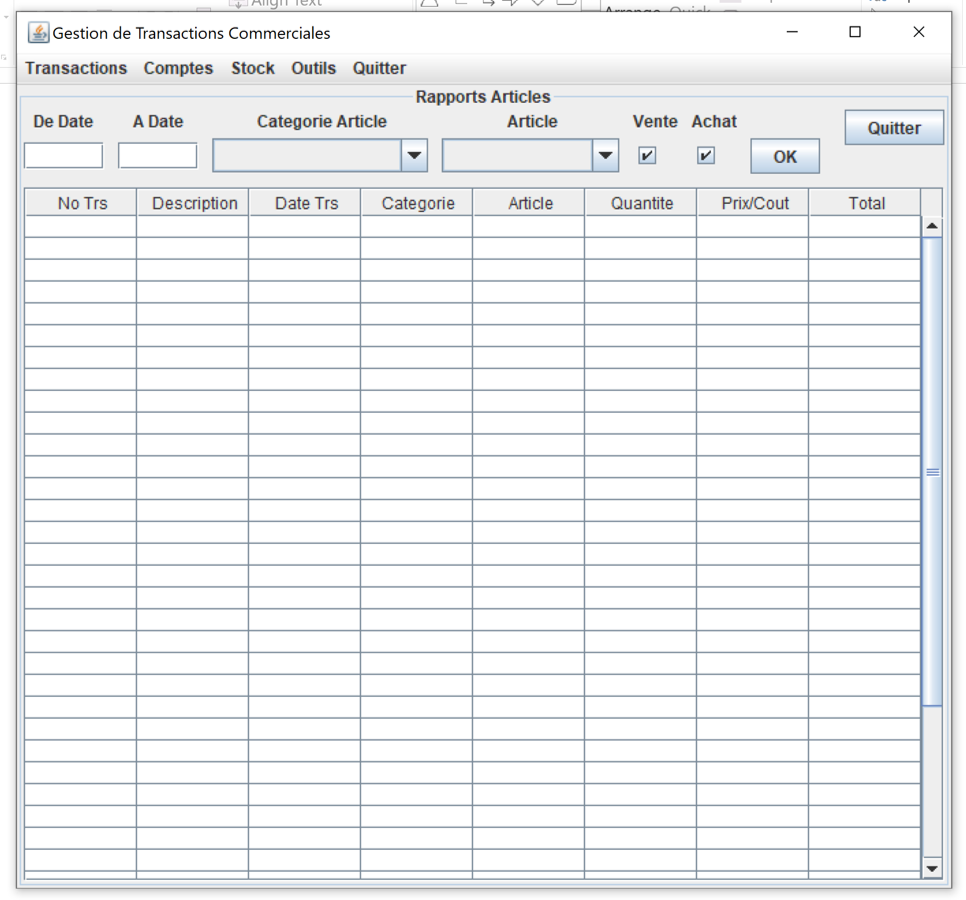 Align Text
Arrange Quick
Gestion de Transactions Commerciales
Transactions Comptes Stock Outils Quitter
Rapports Articles
De Date A Date Categorie Article Article Vente Achat
Quitter
OK
No Trs Description Date Trs Categorie Article Quantite Prix/Cout Total